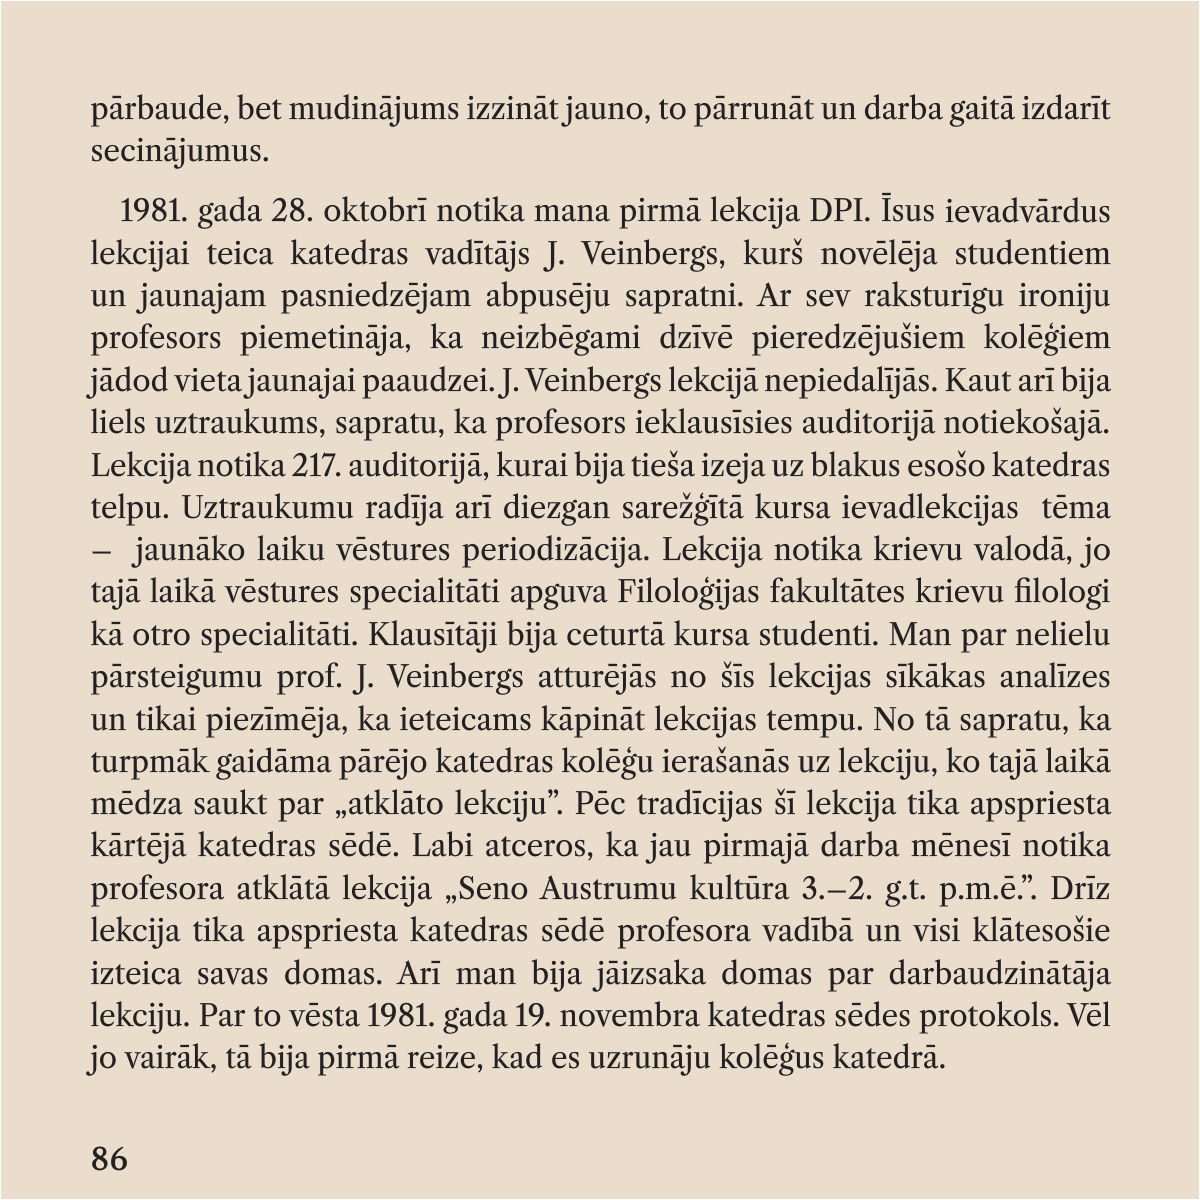 pārbaude, bet mudinājums izzināt jauno, to pārrunāt un darba gaitā izdarīt
secinājumus.
1981. gada 28. oktobrī notika mana pirmā lekcija DPI. Īsus ievadvārdus
lekcijai teica katedras vadītājs J. Veinbergs, kurš novēlēja studentiem
un jaunajam pasniedzējam abpusēju sapratni. Ar sev raksturīgu ironiju
profesors piemetināja, ka neizbēgami dzīvē pieredzējušiem kolēģiem
jādod vieta jaunajai paaudzei. J. Veinbergs lekcijā nepiedalījās. Kaut arī bija
liels uztraukums, sapratu, ka profesors ieklausīsies auditorijā notiekošajā.
Lekcija notika 217. auditorijā, kurai bija tieša izeja uz blakus esošo katedras
telpu. Uztraukumu radīja arī diezgan sarežģītā kursa ievadlekcijas  tēma
–  jaunāko laiku vēstures periodizācija. Lekcija notika krievu valodā, jo
tajā laikā vēstures specialitāti apguva Filoloģijas fakultātes krievu filologi
kā otro specialitāti. Klausītāji bija ceturtā kursa studenti. Man par nelielu
pārsteigumu prof. J. Veinbergs atturējās no šīs lekcijas sīkākas analīzes
un tikai piezīmēja, ka ieteicams kāpināt lekcijas tempu. No tā sapratu, ka
turpmāk gaidāma pārējo katedras kolēģu ierašanās uz lekciju, ko tajā laikā
mēdza saukt par „atklāto lekciju”. Pēc tradīcijas šī lekcija tika apspriesta
kārtējā katedras sēdē. Labi atceros, ka jau pirmajā darba mēnesī notika
profesora atklātā lekcija „Seno Austrumu kultūra 3.–2. g.t. p.m.ē.”. Drīz
lekcija tika apspriesta katedras sēdē profesora vadībā un visi klātesošie
izteica savas domas. Arī man bija jāizsaka domas par darbaudzinātāja
lekciju. Par to vēsta 1981. gada 19. novembra katedras sēdes protokols. Vēl
jo vairāk, tā bija pirmā reize, kad es uzrunāju kolēģus katedrā.
86